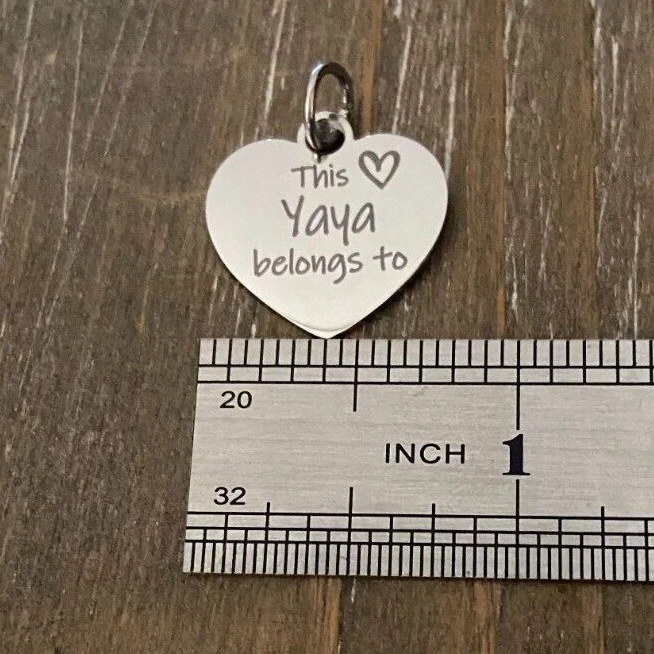 This
Yaya
belongs to
20
INCH 1
32